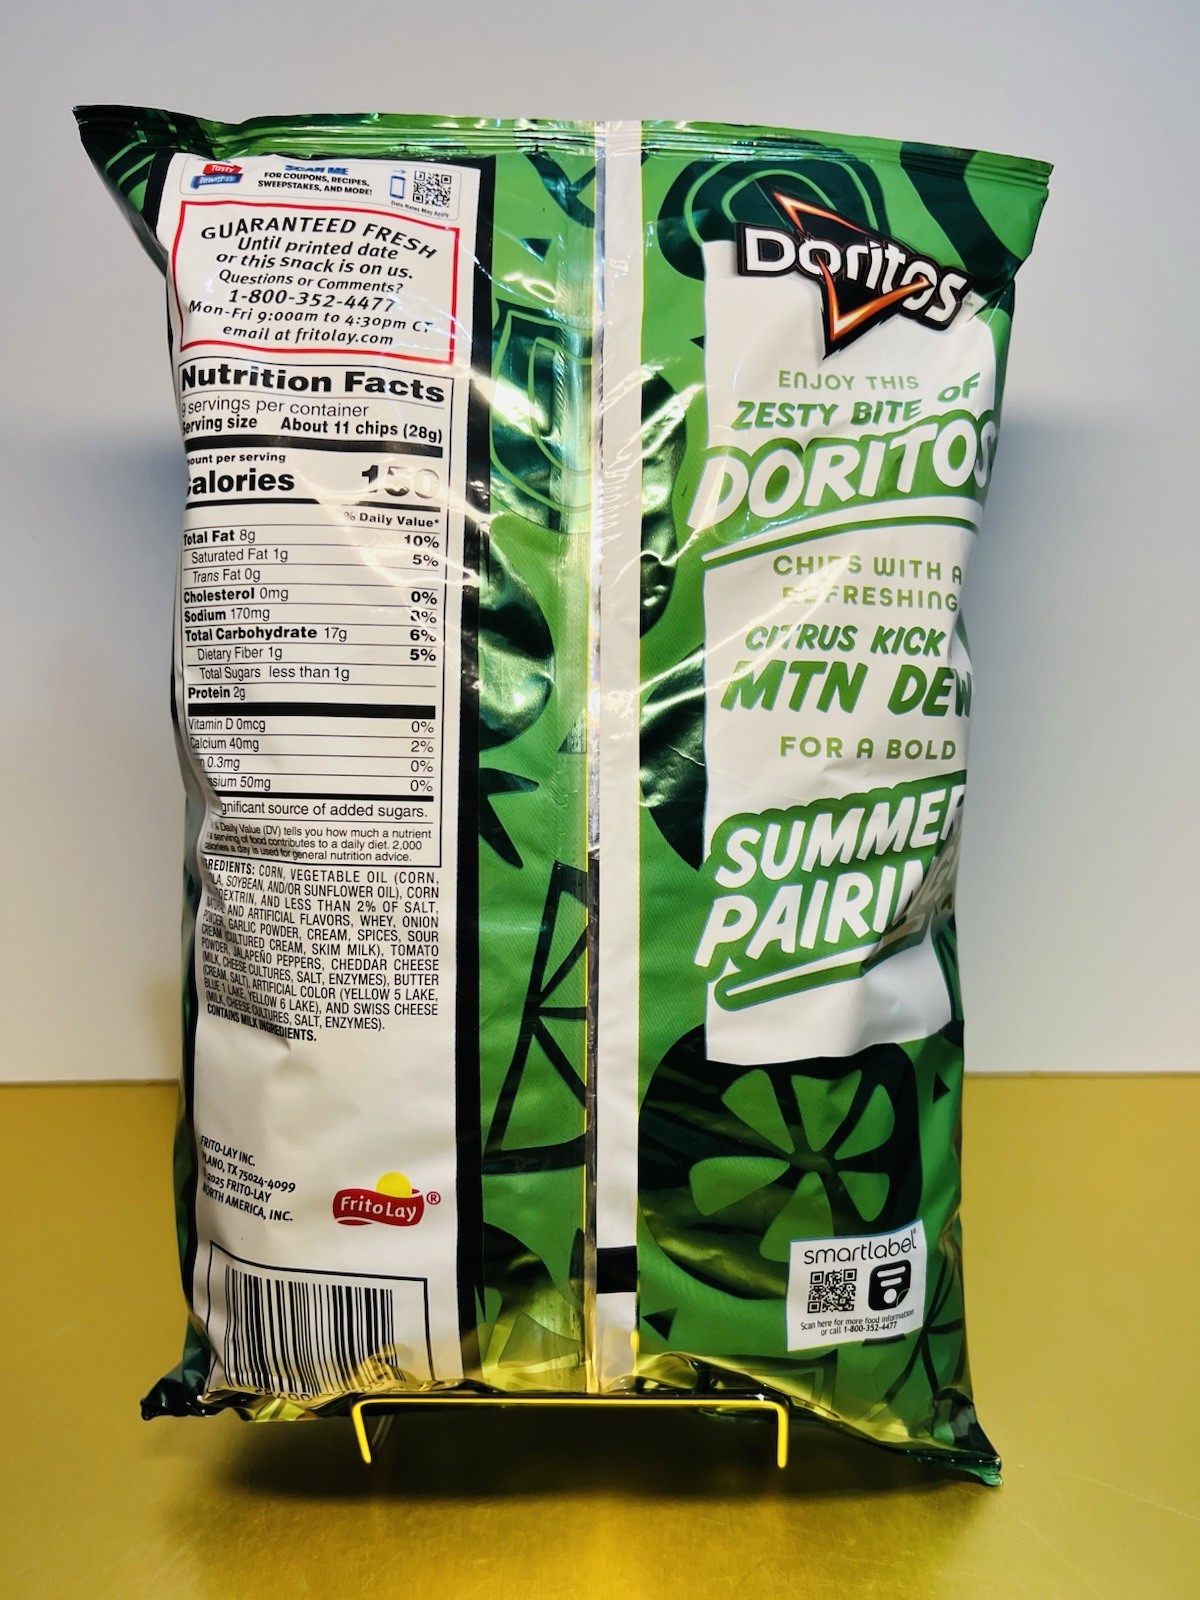 Tasty
Rewards
SCAN ME
FOR COUPONS, RECIPES,
SWEEPSTAKES, AND MORE!
Data Rates May Apply
GUARANTEED FRESH
Until printed date
or this snack is on us.
Questions or Comments?
1-800-352-4477
Mon-Fri 9:00am to 4:30pm CT
email at fritolay.com
Nutrition Facts
9 servings per container
Serving size About 11 chips (28g)
ount per serving
alories 150
% Daily Value*
Total Fat 8g 10%
Saturated Fat 1g 5%
Trans Fat 0g
Cholesterol 0mg 0%
Sodium 170mg
Total Carbohydrate 17g 6%
Dietary Fiber 1g 5%
Total Sugars less than 1g
Protein 2g
Vitamin D 0mcg 0%
Calcium 40mg 2%
n 0.3mg 0%
ssium 50mg 0%
gnificant source of added sugars.
% Daily Value (DV) tells you how much a nutrient
a serving of food contributes to a daily diet. 2,000
calories a day is used for general nutrition advice.
GREDIENTS: CORN, VEGETABLE OIL (CORN,
LA, SOYBEAN, AND/OR SUNFLOWER OIL), CORN
DEXTRIN, AND LESS THAN 2% OF SALT,
NATURAL AND ARTIFICIAL FLAVORS, WHEY, ONION
POWDER, GARLIC POWDER, CREAM, SPICES, SOUR
CREAM (CULTURED CREAM, SKIM MILK), TOMATO
POWDER, JALAPEÑO PEPPERS, CHEDDAR CHEESE
(MILK, CHEESE CULTURES, SALT, ENZYMES), BUTTER
(CREAM, SALT), ARTIFICIAL COLOR (YELLOW 5 LAKE,
BLUE 1 LAKE, YELLOW 6 LAKE), AND SWISS CHEESE
(MILK, CHEESE CULTURES, SALT, ENZYMES).
CONTAINS MILK INGREDIENTS.
FRITO-LAY INC.
PLANO, TX 75024-4099
2025 FRITO-LAY
NORTH AMERICA, INC.
FritoLay®
Doritos
ENJOY THIS
ZESTY BITE OF
DORITOS
CHIPS WITH A
REFRESHING
CITRUS KICK
MTN DEW
FOR A BOLD
SUMMER
PAIRIN
smartlabel®
Scan here for more food information
or call 1-800-352-4477